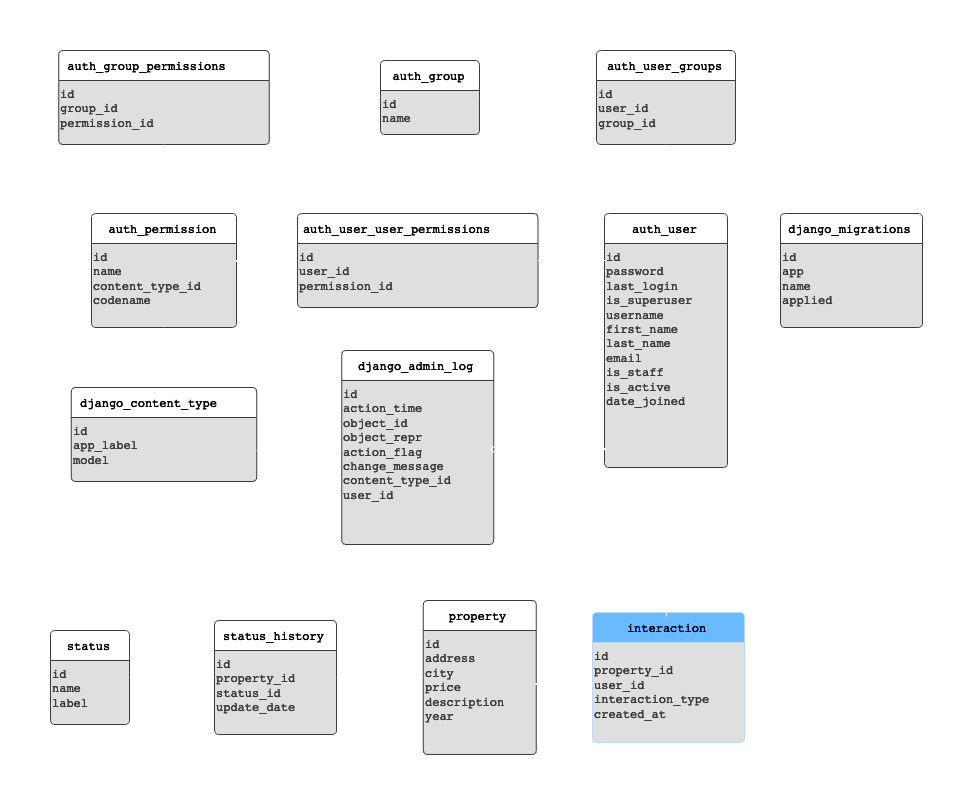 auth_group_permissions
id
group_id
permission_id
auth_group
id
name
auth_user_groups
id
user_id
group_id
auth_permission
id
name
content_type_id
codename
auth_user_user_permissions
id
user_id
permission_id
auth_user
id
password
last_login
is_superuser
username
first_name
last_name
email
is_staff
is_active
date_joined
django_migrations
id
app
name
applied
django_content_type
id
app_label
model
django_admin_log
id
action_time
object_id
object_repr
action_flag
change_message
content_type_id
user_id
status
id
name
label
status_history
id
property_id
status_id
update_date
property
id
address
city
price
description
year
interaction
id
property_id
user_id
interaction_type
created_at